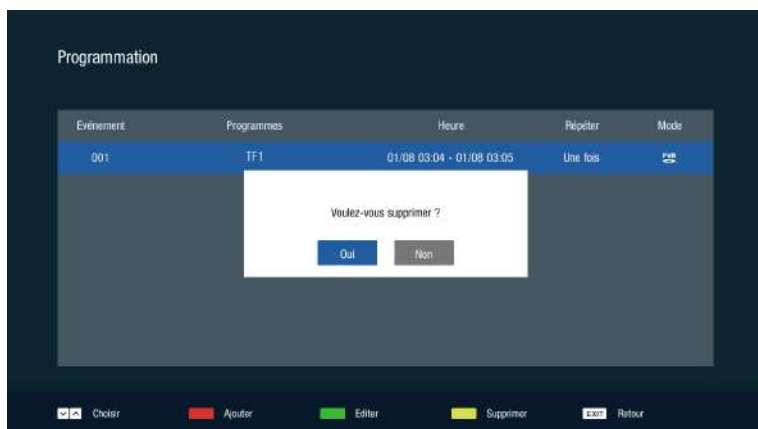 Programmation
Evénement Programmes Heure Répéter Mode
001 TF1 01/08 03:04 - 01/08 03:05 Une fois PVR
Voulez-vous supprimer ?
Oui Non
Choisir Ajouter Editer Supprimer EXIT Retour